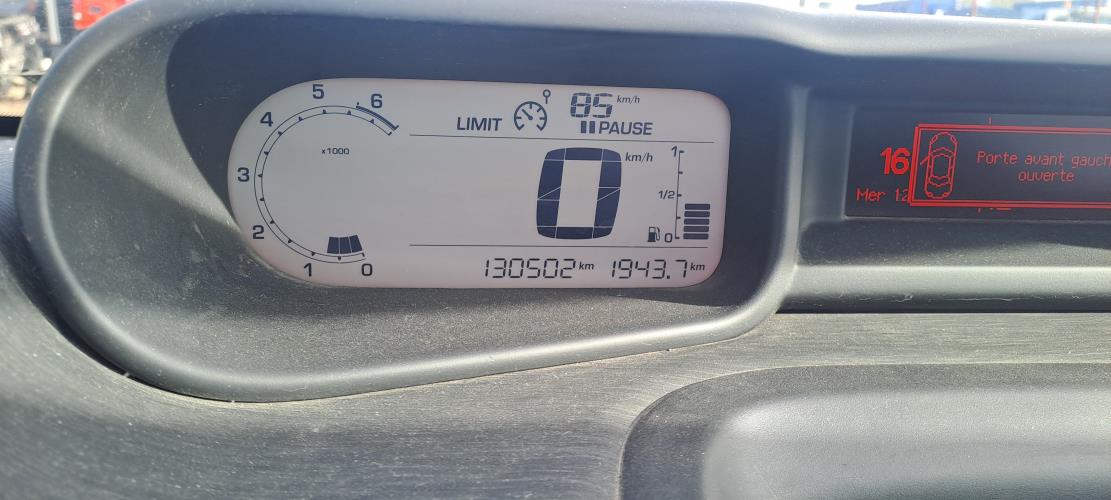 5 6
4
3
2
1 0
x1000
LIMIT 85 km/h
PAUSE
0 km/h
1
1/2
0
130502 km 1943.7 km
16
Porte avant gauch
ouverte
Mer 12